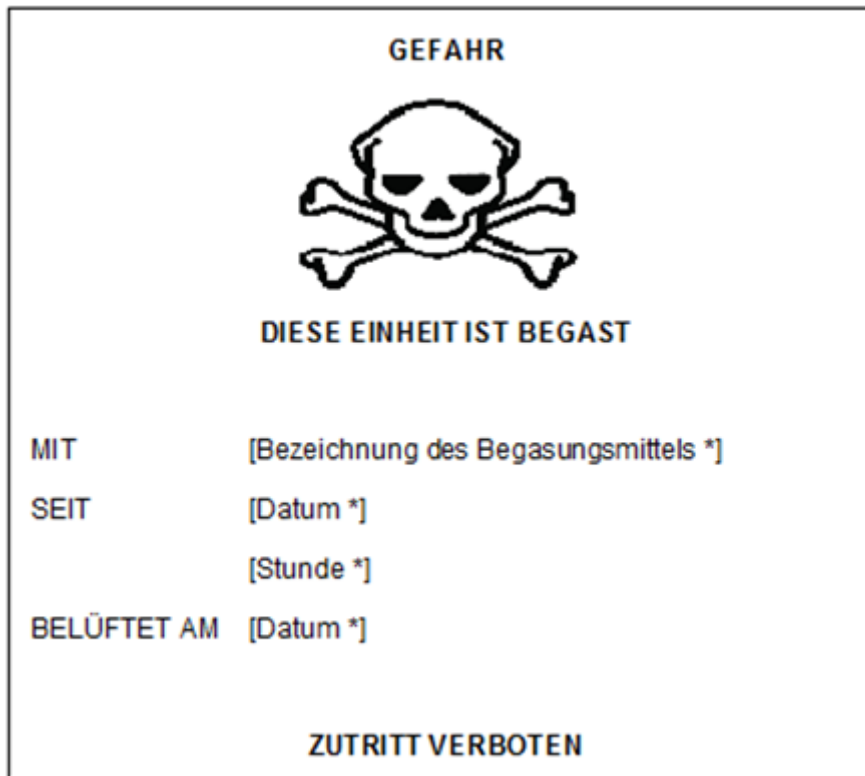 GEFAHR
DIESE EINHEIT IST BEGAST
MIT [Bezeichnung des Begasungsmittels *]
SEIT [Datum *]
[Stunde *]
BELÜFTET AM [Datum *]
ZUTRITT VERBOTEN